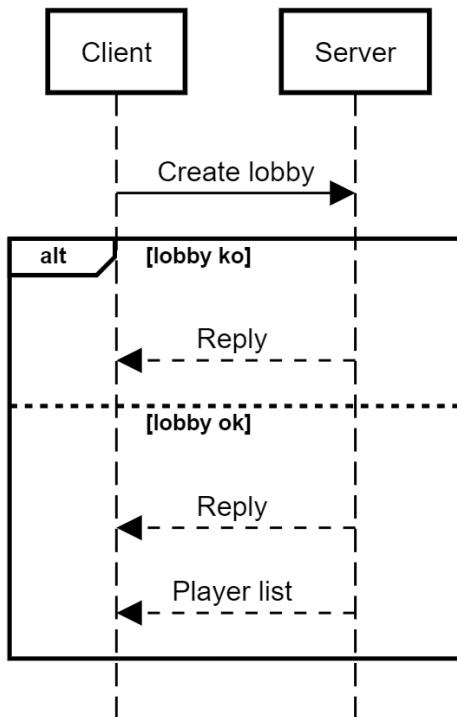 Client
Server
Create lobby
alt
[lobby ko]
Reply
[lobby ok]
Reply
Player list